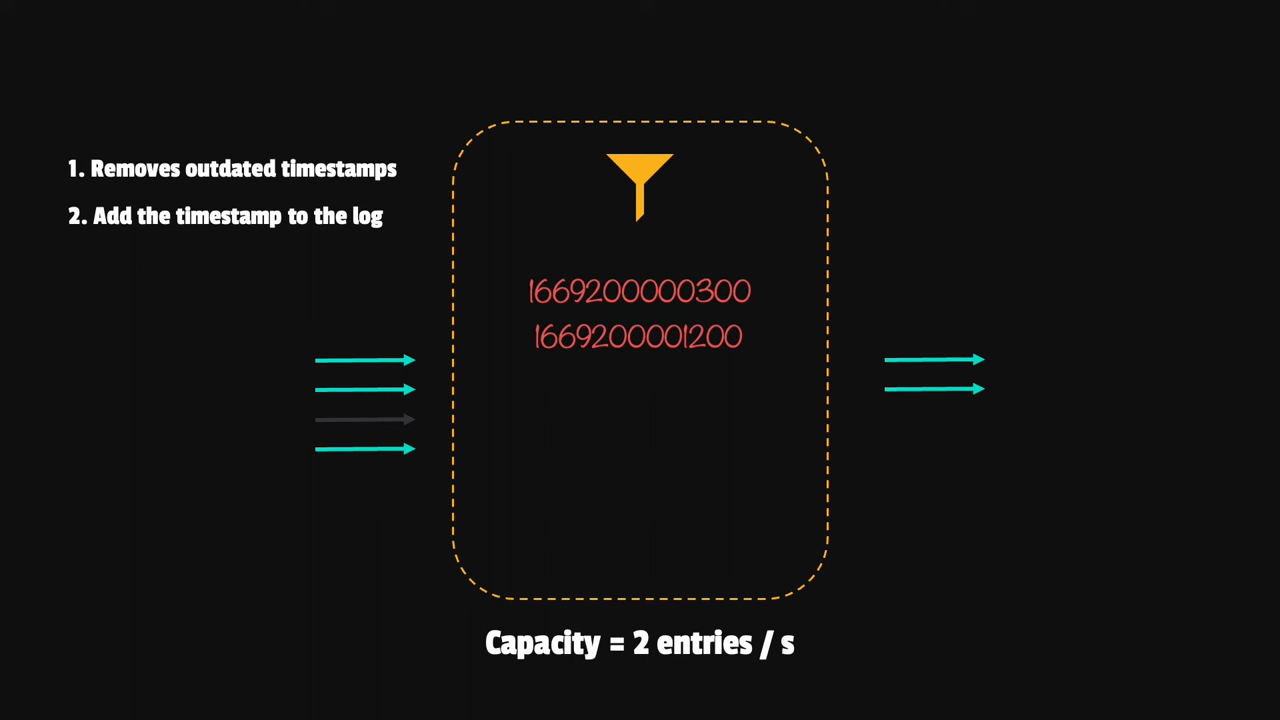 1. Removes outdated timestamps
2. Add the timestamp to the log
1669200000300
1669200001200
Capacity = 2 entries / s